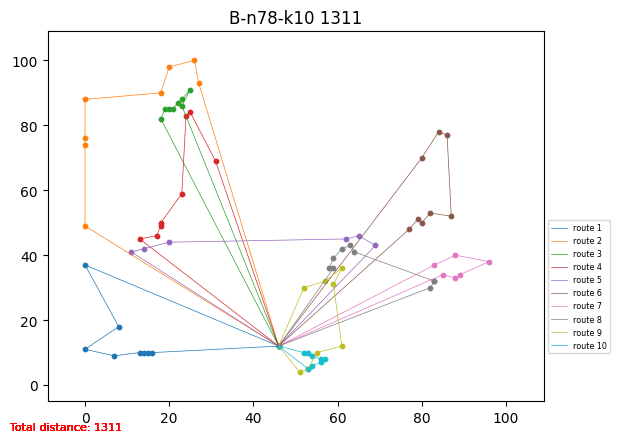 B-n78-k10 1311
100
80
60
40
20
0
0 20 40 60 80 100
route 1
route 2
route 3
route 4
route 5
route 6
route 7
route 8
route 9
route 10
Total distance: 1311